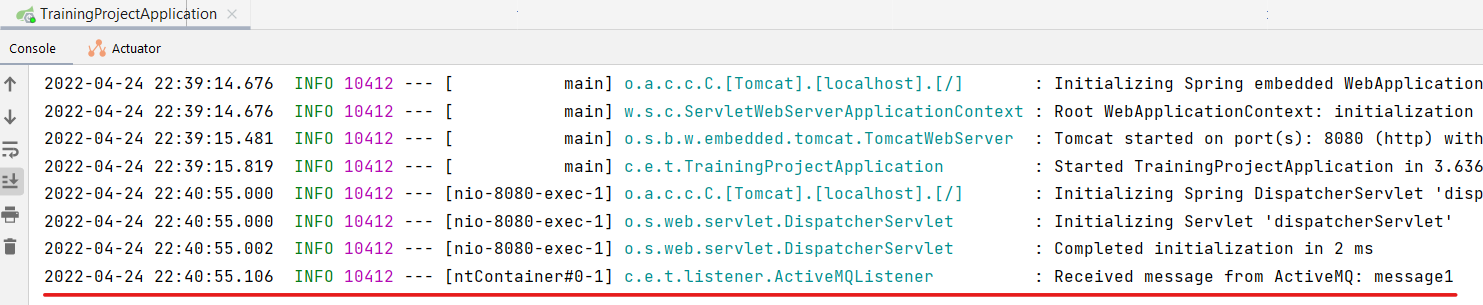 TrainingProjectApplication
Console Actuator
2022-04-24 22:39:14.676  INFO 10412 --- [           main] o.a.c.c.C.[Tomcat].[localhost].[/]       : Initializing Spring embedded WebApplication
2022-04-24 22:39:14.676  INFO 10412 --- [           main] w.s.c.ServletWebServerApplicationContext : Root WebApplicationContext: initialization
2022-04-24 22:39:15.481  INFO 10412 --- [           main] o.s.b.w.embedded.tomcat.TomcatWebServer  : Tomcat started on port(s): 8080 (http) with
2022-04-24 22:39:15.819  INFO 10412 --- [           main] c.e.t.TrainingProjectApplication         : Started TrainingProjectApplication in 3.636
2022-04-24 22:40:55.000  INFO 10412 --- [nio-8080-exec-1] o.a.c.c.C.[Tomcat].[localhost].[/]       : Initializing Spring DispatcherServlet 'disp
2022-04-24 22:40:55.000  INFO 10412 --- [nio-8080-exec-1] o.s.web.servlet.DispatcherServlet        : Initializing Servlet 'dispatcherServlet'
2022-04-24 22:40:55.002  INFO 10412 --- [nio-8080-exec-1] o.s.web.servlet.DispatcherServlet        : Completed initialization in 2 ms
2022-04-24 22:40:55.106  INFO 10412 --- [ntContainer#0-1] c.e.t.listener.ActiveMQListener          : Received message from ActiveMQ: message1